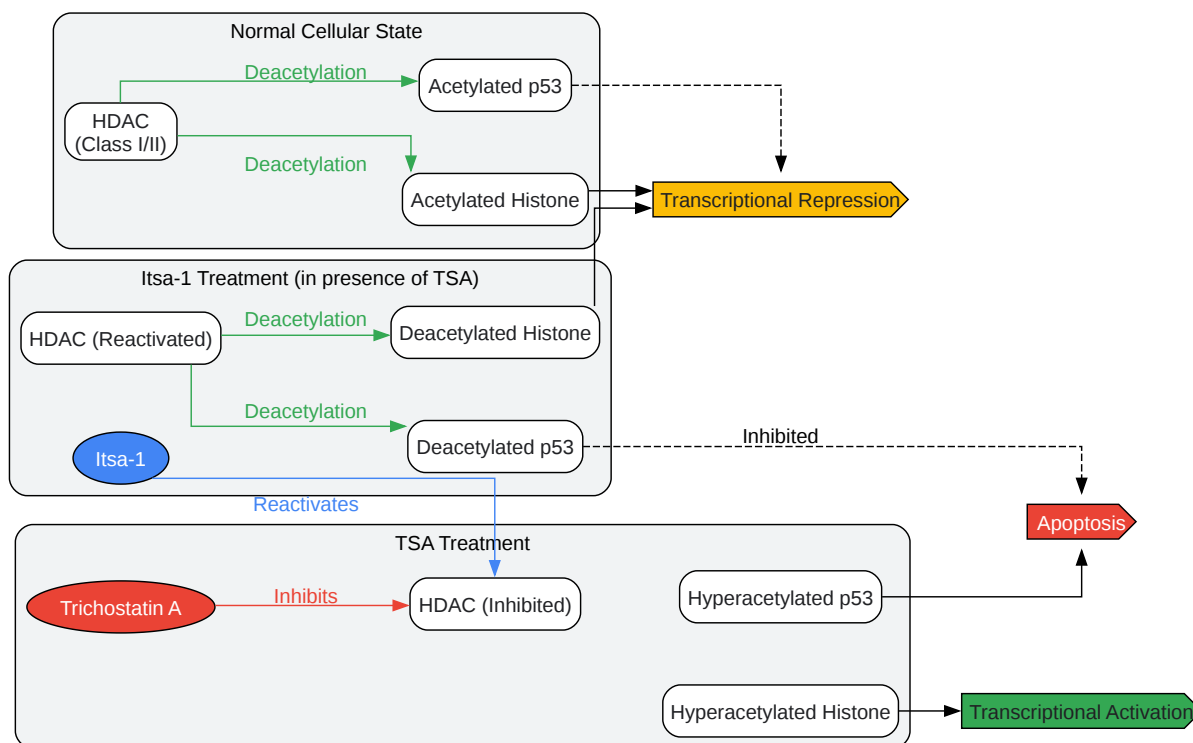 Normal Cellular State
Deacetylation
Acetylated p53
HDAC
(Class I/II)
Deacetylation
Acetylated Histone
Transcriptional Repression
Itsa-1 Treatment (in presence of TSA)
HDAC (Reactivated)
Deacetylation
Deacetylated Histone
Deacetylation
Deacetylated p53
Inhibited
Itsa-1
Reactivates
Apoptosis
TSA Treatment
Trichostatin A
Inhibits
HDAC (Inhibited)
Hyperacetylated p53
Hyperacetylated Histone
Transcriptional Activation